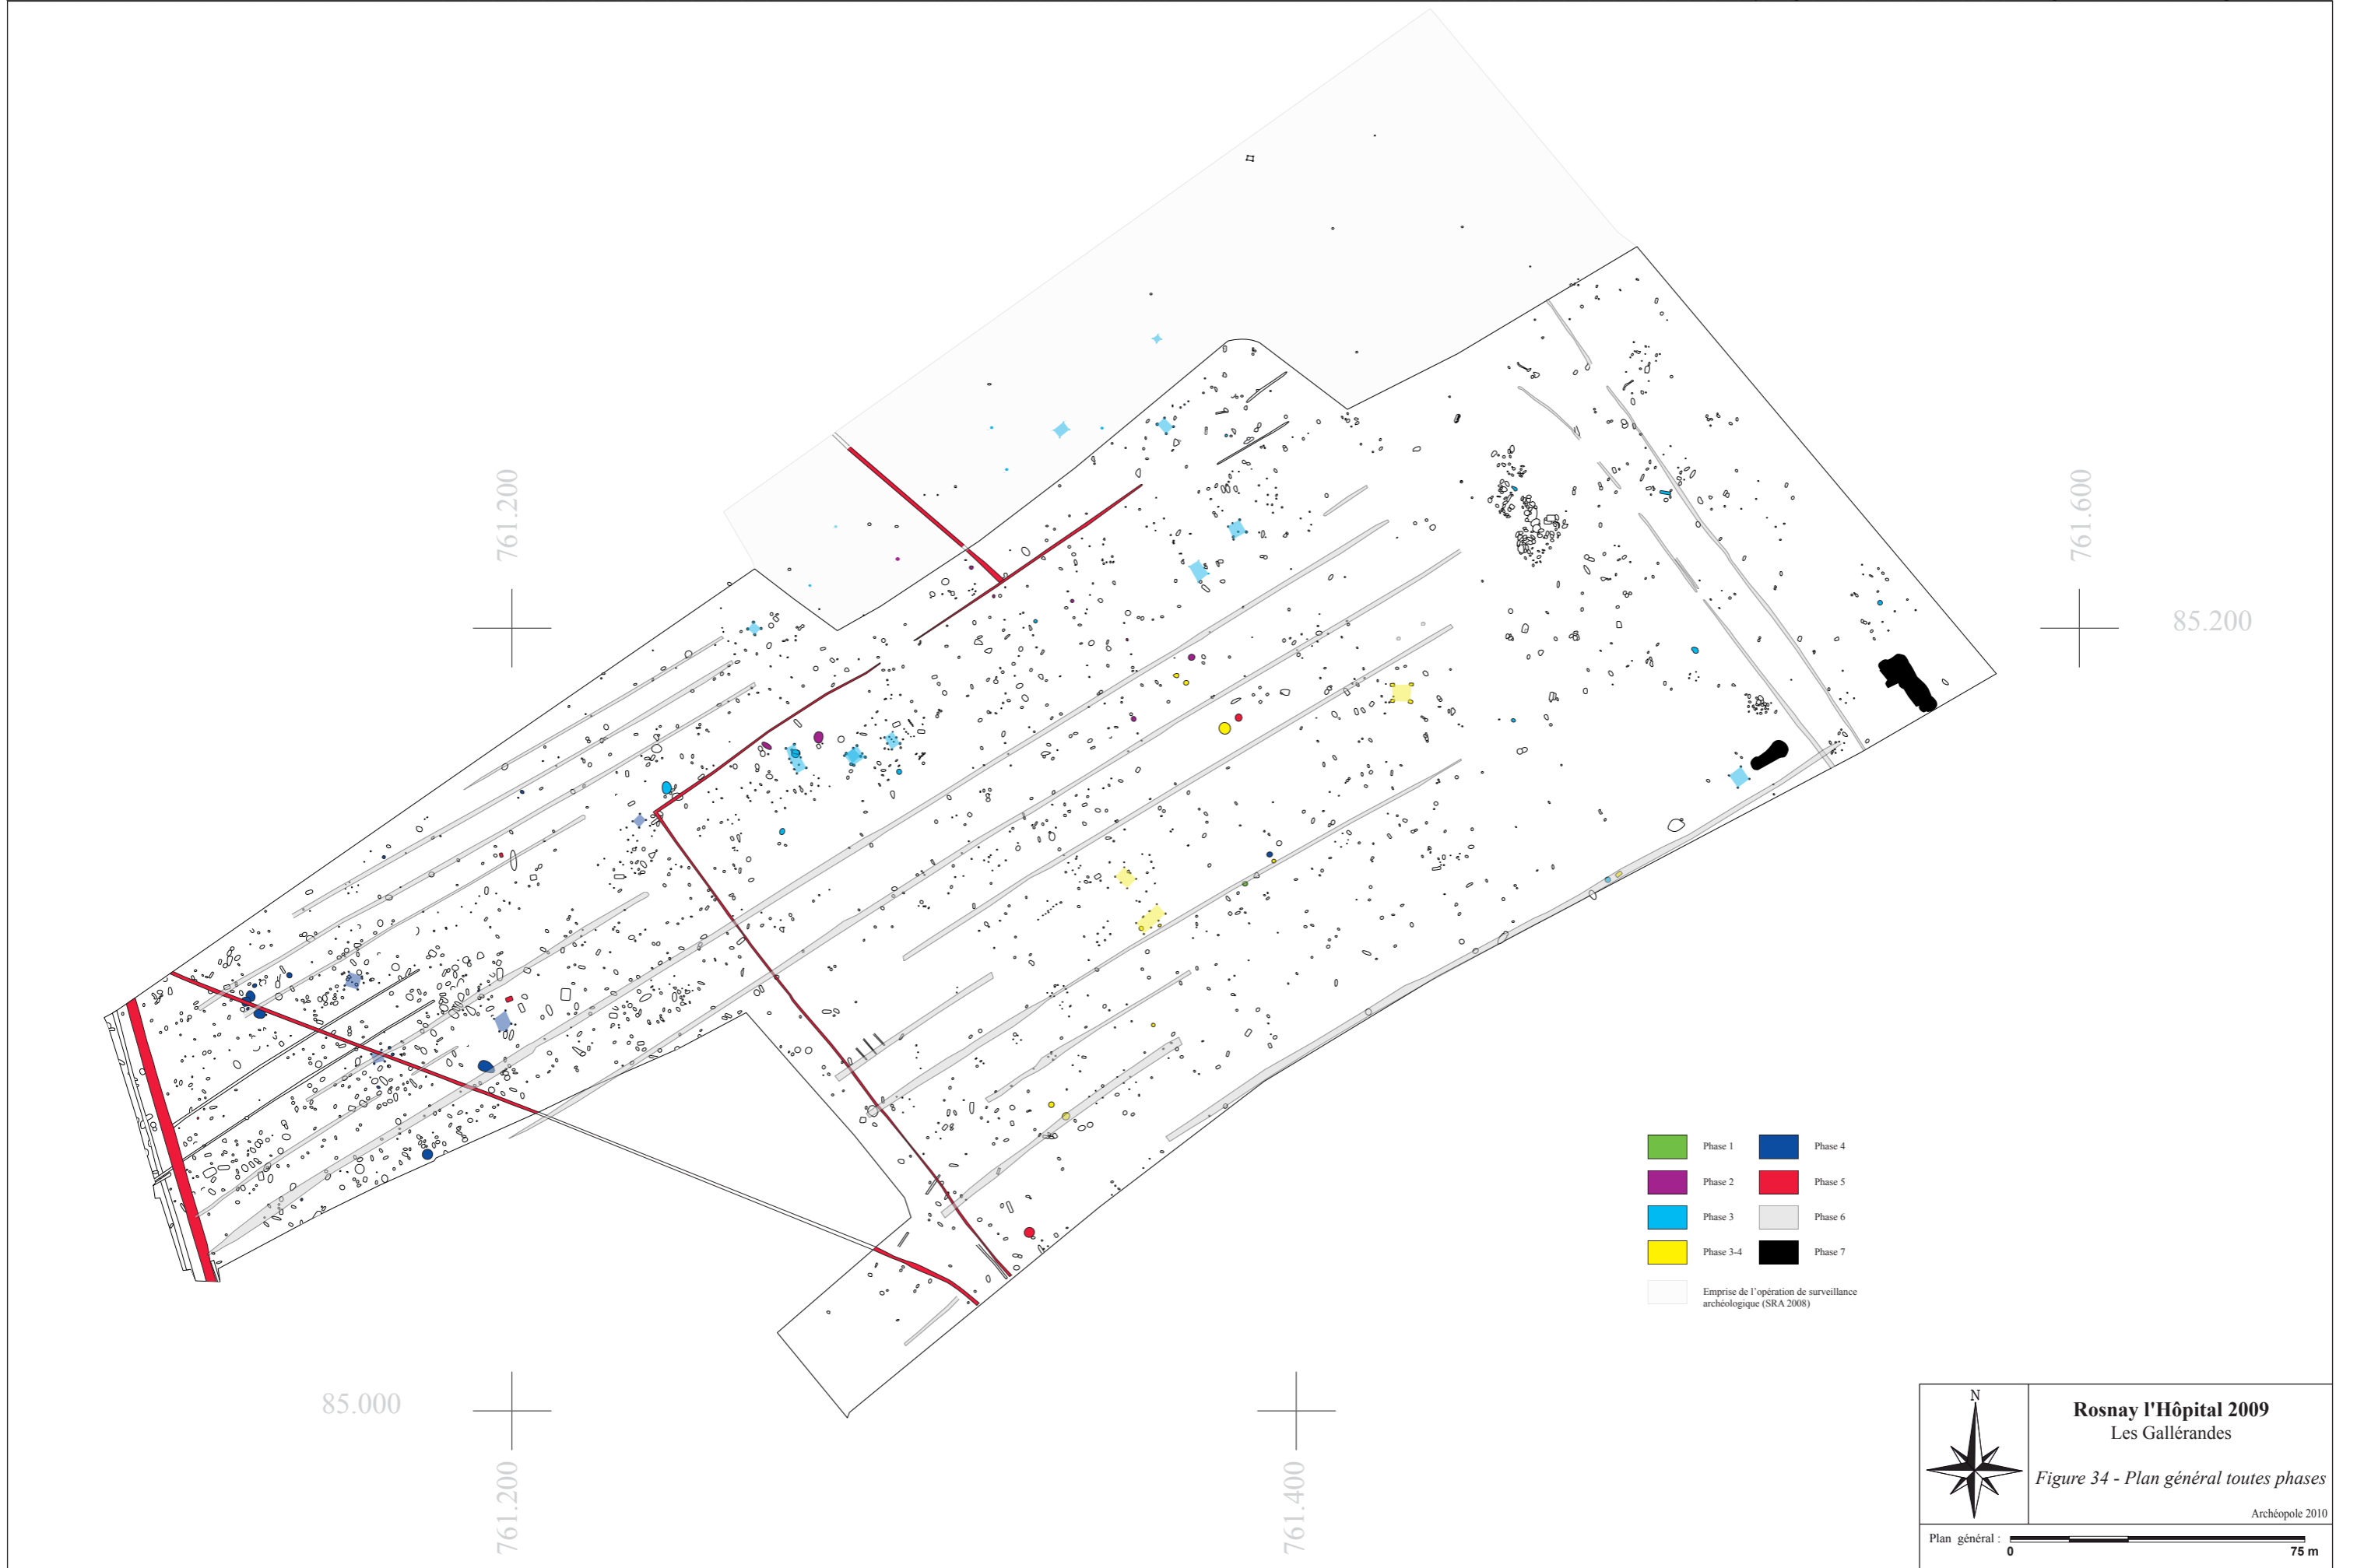 761.200
761.600
85.200
Phase 1
Phase 4
Phase 2
Phase 5
Phase 3
Phase 6
Phase 3-4
Phase 7
Emprise de l'opération de surveillance
archéologique (SRA 2008)
85.000
761.200
761.400
N
Rosnay l'Hôpital 2009
Les Gallérandes
Figure 34 - Plan général toutes phases
Archéopole 2010
Plan général :
0
75 m